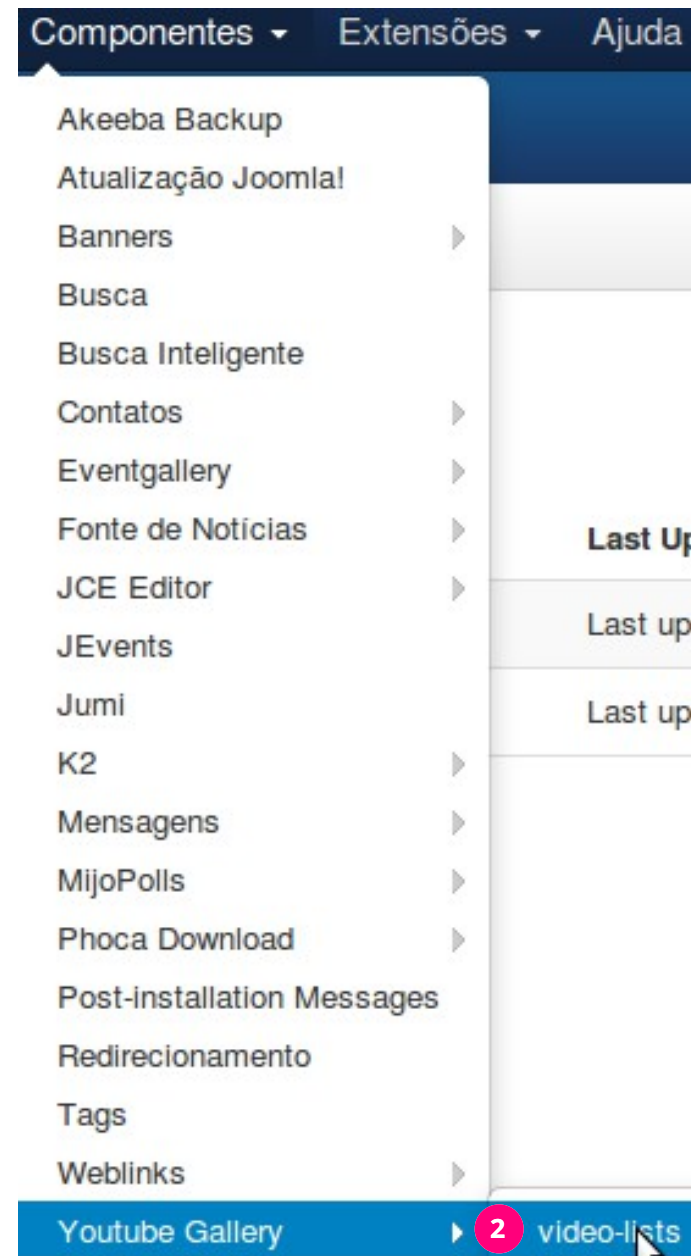 Componentes Extensões Ajuda
Akeeba Backup
Atualização Joomla!
Banners
Busca
Busca Inteligente
Contatos
Eventgallery
Fonte de Notícias
JCE Editor
JEvents
Jumi
K2
Mensagens
MijoPolls
Phoca Download
Post-installation Messages
Redirecionamento
Tags
Weblinks
Youtube Gallery 2 video-lists
Last Up
Last up
Last up